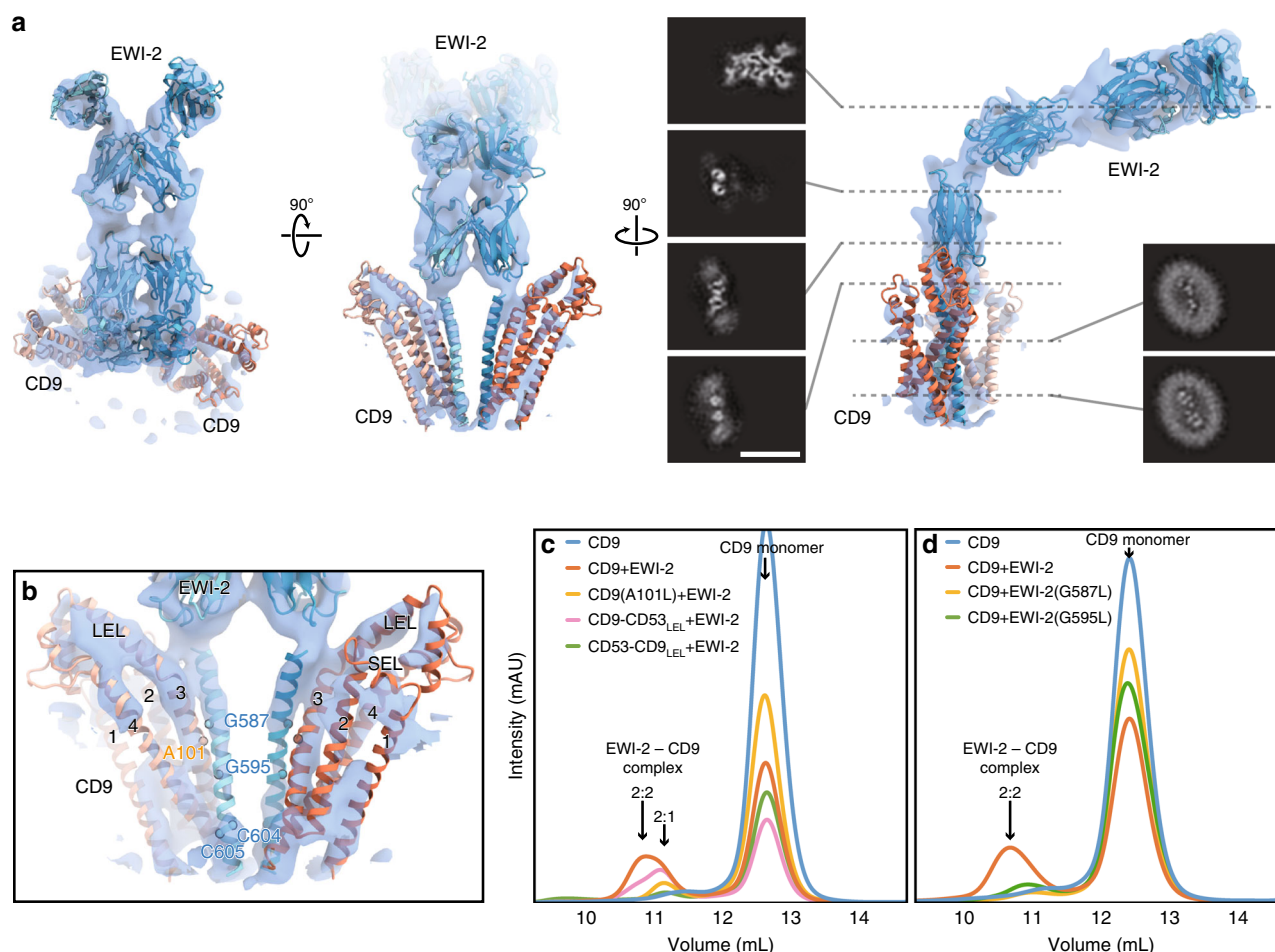 a
EWI-2
EWI-2
90°
90°
EWI-2
CD9
CD9
CD9
CD9
b
EWI-2
LEL
LEL
SEL
2
3
3
4
1
2
4
1
G587
A101
G595
CD9
C604
C605
c
CD9
CD9+EWI-2
CD9(A101L)+EWI-2
CD9-CD53LEL+EWI-2
CD53-CD9LEL+EWI-2
CD9 monomer
EWI-2 – CD9
complex
2:2
2:1
Intensity (mAU)
10 11 12 13 14
Volume (mL)
d
CD9
CD9+EWI-2
CD9+EWI-2(G587L)
CD9+EWI-2(G595L)
CD9 monomer
EWI-2 – CD9
complex
2:2
10 11 12 13 14
Volume (mL)